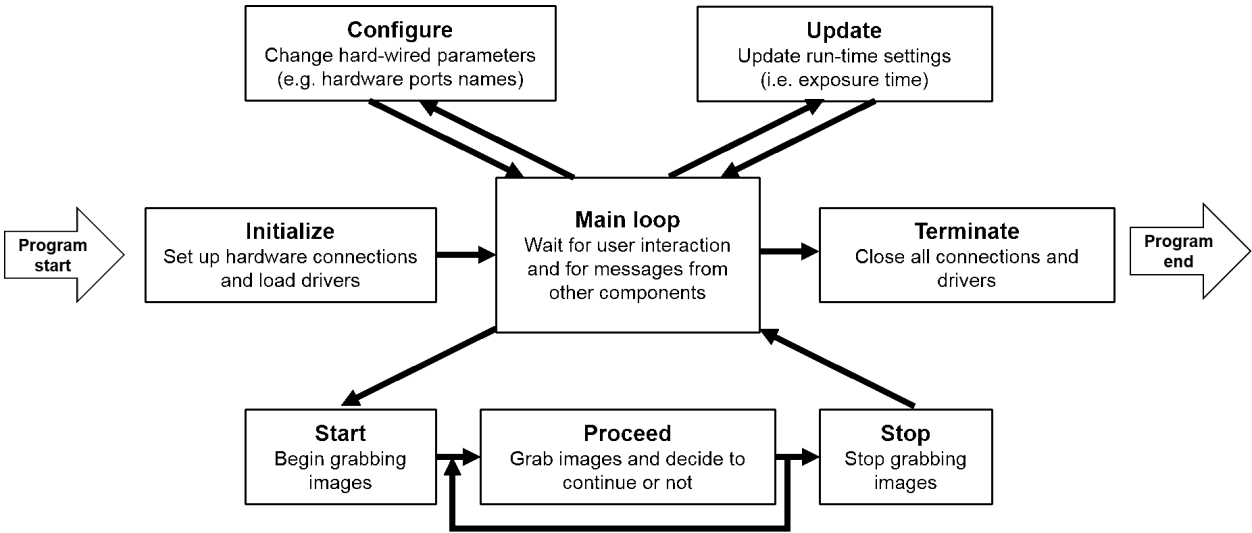 Configure
Change hard-wired parameters
(e.g. hardware ports names)
Update
Update run-time settings
(i.e. exposure time)
Program
start
Initialize
Set up hardware connections
and load drivers
Main loop
Wait for user interaction
and for messages from
other components
Terminate
Close all connections and
drivers
Program
end
Start
Begin grabbing
images
Proceed
Grab images and decide to
continue or not
Stop
Stop grabbing
images